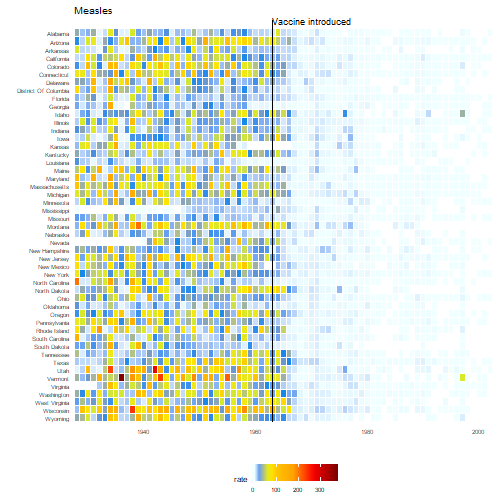 Measles
Vaccine introduced
Alabama
Arizona
Arkansas
California
Colorado
Connecticut
Delaware
District Of Columbia
Florida
Georgia
Idaho
Illinois
Indiana
Iowa
Kansas
Kentucky
Louisiana
Maine
Maryland
Massachusetts
Michigan
Minnesota
Mississippi
Missouri
Montana
Nebraska
Nevada
New Hampshire
New Jersey
New Mexico
New York
North Carolina
North Dakota
Ohio
Oklahoma
Oregon
Pennsylvania
Rhode Island
South Carolina
South Dakota
Tennessee
Texas
Utah
Vermont
Virginia
Washington
West Virginia
Wisconsin
Wyoming
1940 1960 1980 2000
rate
0 100 200 300